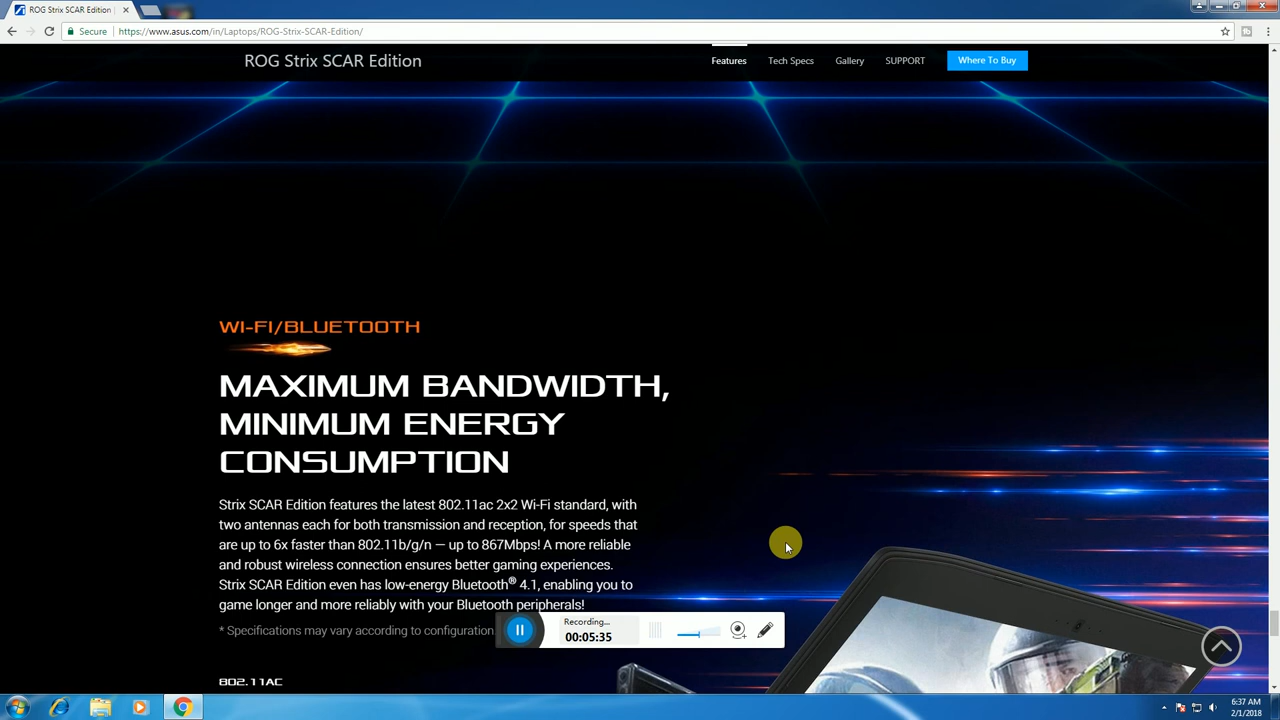 ROG Strix SCAR Edition
Secure https://www.asus.com/in/Laptops/ROG-Strix-SCAR-Edition/
ROG Strix SCAR Edition
Features Tech Specs Gallery SUPPORT Where To Buy
WI-FI/BLUETOOTH
MAXIMUM BANDWIDTH,
MINIMUM ENERGY
CONSUMPTION
Strix SCAR Edition features the latest 802.11ac 2x2 Wi-Fi standard, with
two antennas each for both transmission and reception, for speeds that
are up to 6x faster than 802.11b/g/n — up to 867Mbps! A more reliable
and robust wireless connection ensures better gaming experiences.
Strix SCAR Edition even has low-energy Bluetooth® 4.1, enabling you to
game longer and more reliably with your Bluetooth peripherals!
* Specifications may vary according to configuration
Recording...
00:05:35
802.11AC
6:37 AM
2/1/2018